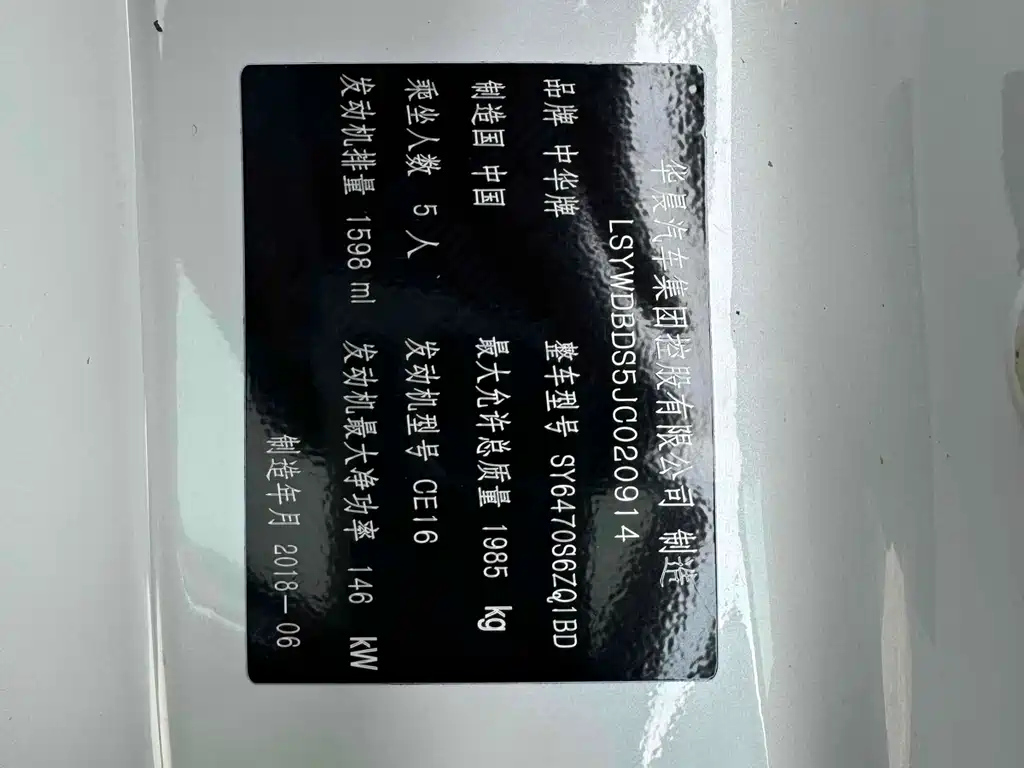 华晨汽车集团控股有限公司 制造
LSYWDBDS5JC020914
品牌 中华牌 整车型号 SY6470S6ZQ1BD
制造国 中国 最大允许总质量 1985 kg
乘坐人数 5 人 发动机型号 CE16
发动机排量 1598 ml 发动机最大净功率 146 kW
制造年月 2018-06